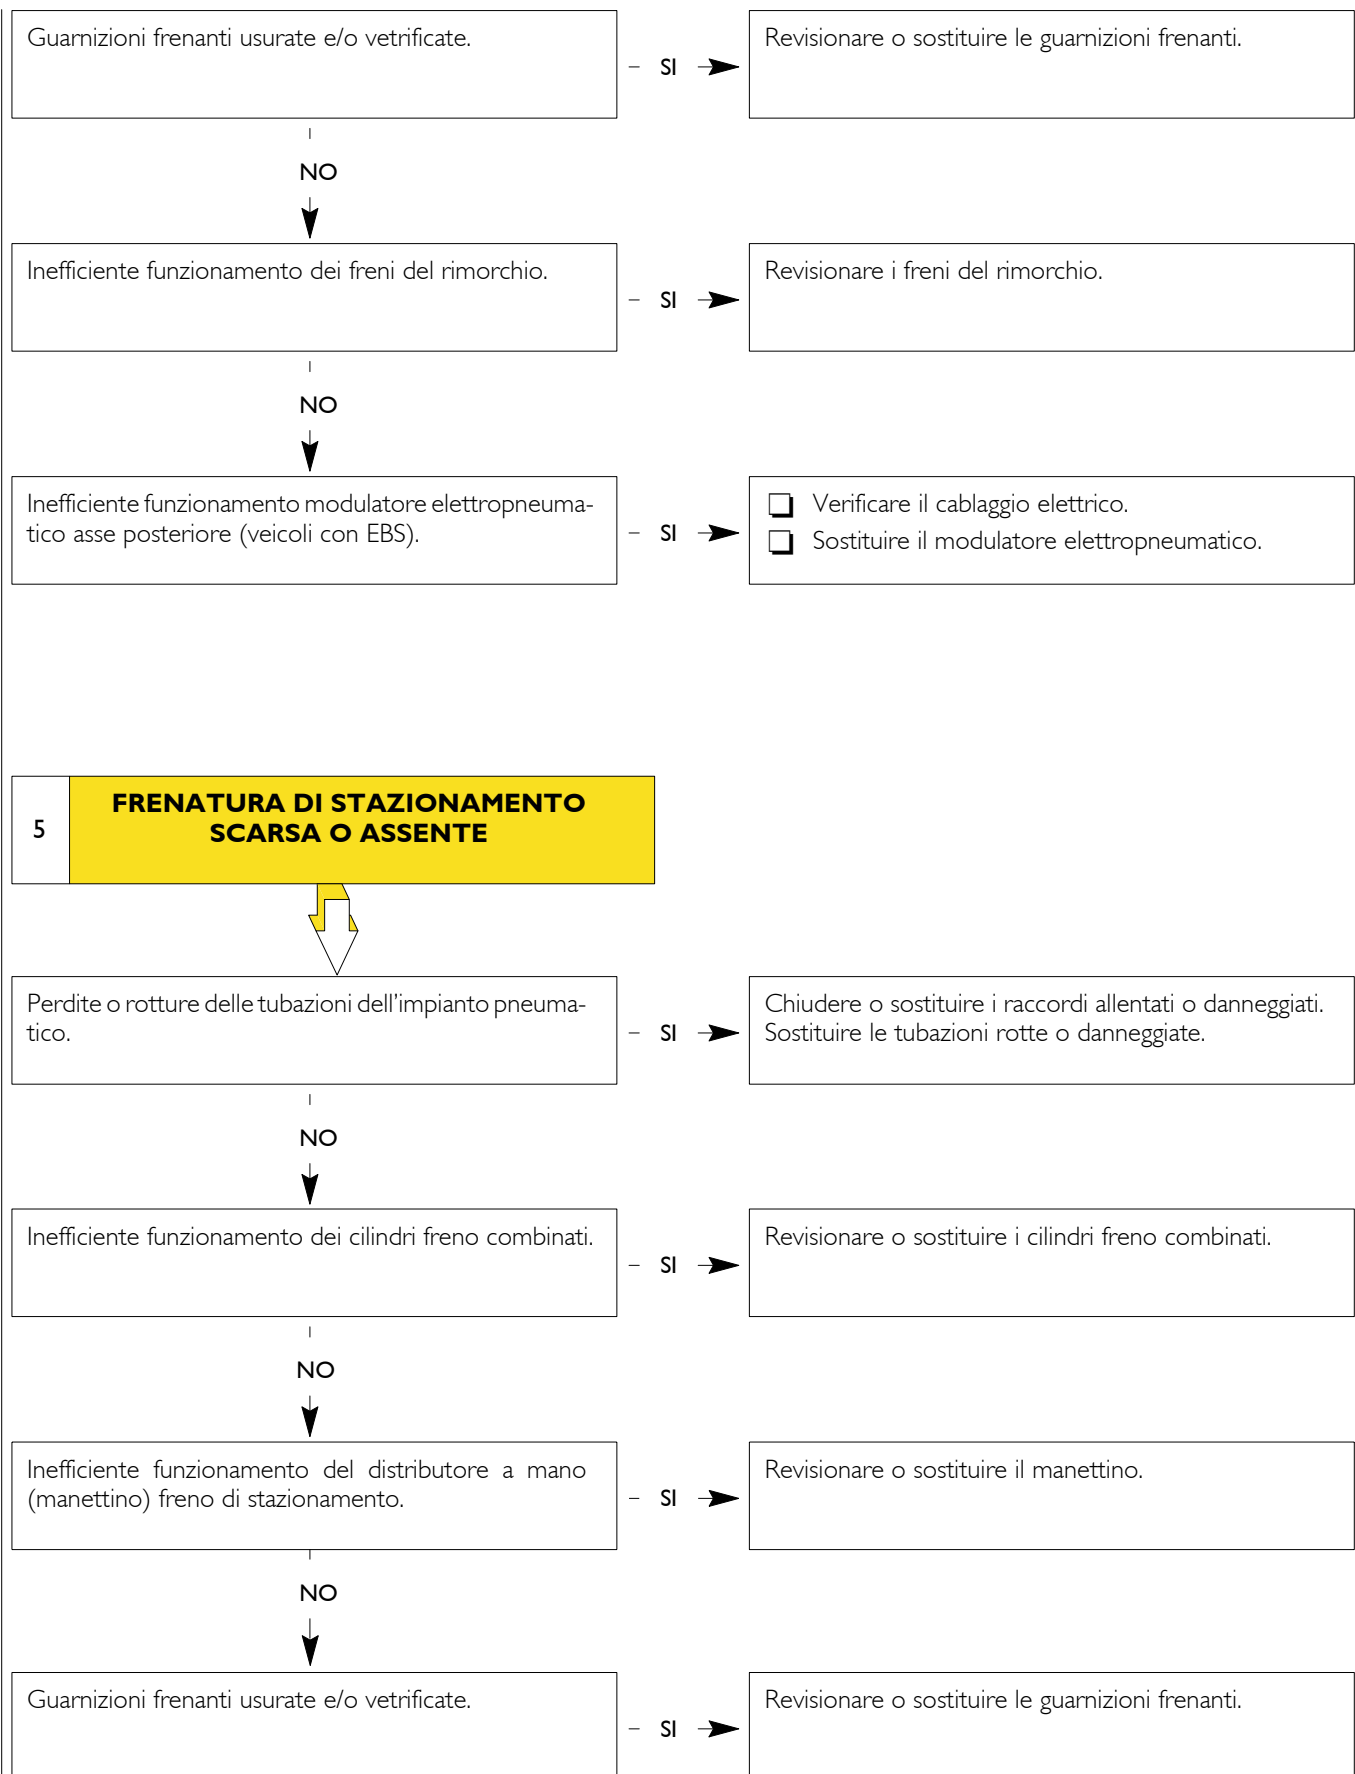 Guarnizioni frenanti usurate e/o vetrificate.
SI
Revisionare o sostituire le guarnizioni frenanti.
NO
Inefficiente funzionamento dei freni del rimorchio.
SI
Revisionare i freni del rimorchio.
NO
Inefficiente funzionamento modulatore elettropneuma-
tico asse posteriore (veicoli con EBS).
SI
Verificare il cablaggio elettrico.
Sostituire il modulatore elettropneumatico.
5
FRENATURA DI STAZIONAMENTO
SCARSA O ASSENTE
Perdite o rotture delle tubazioni dell'impianto pneuma-
tico.
SI
Chiudere o sostituire i raccordi allentati o danneggiati.
Sostituire le tubazioni rotte o danneggiate.
NO
Inefficiente funzionamento dei cilindri freno combinati.
SI
Revisionare o sostituire i cilindri freno combinati.
NO
Inefficiente funzionamento del distributore a mano
(manettino) freno di stazionamento.
SI
Revisionare o sostituire il manettino.
NO
Guarnizioni frenanti usurate e/o vetrificate.
SI
Revisionare o sostituire le guarnizioni frenanti.